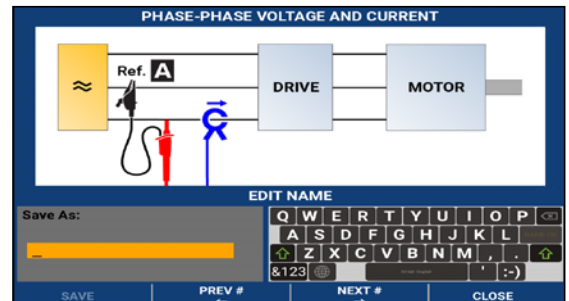 PHASE-PHASE VOLTAGE AND CURRENT
Ref. A
≈ DRIVE MOTOR
EDIT NAME
Save As:
_
Q W E R T Y U I O P
A S D F G H J K L
Z X C V B N M , .
&123 ' :-)
SAVE PREV # NEXT # CLOSE